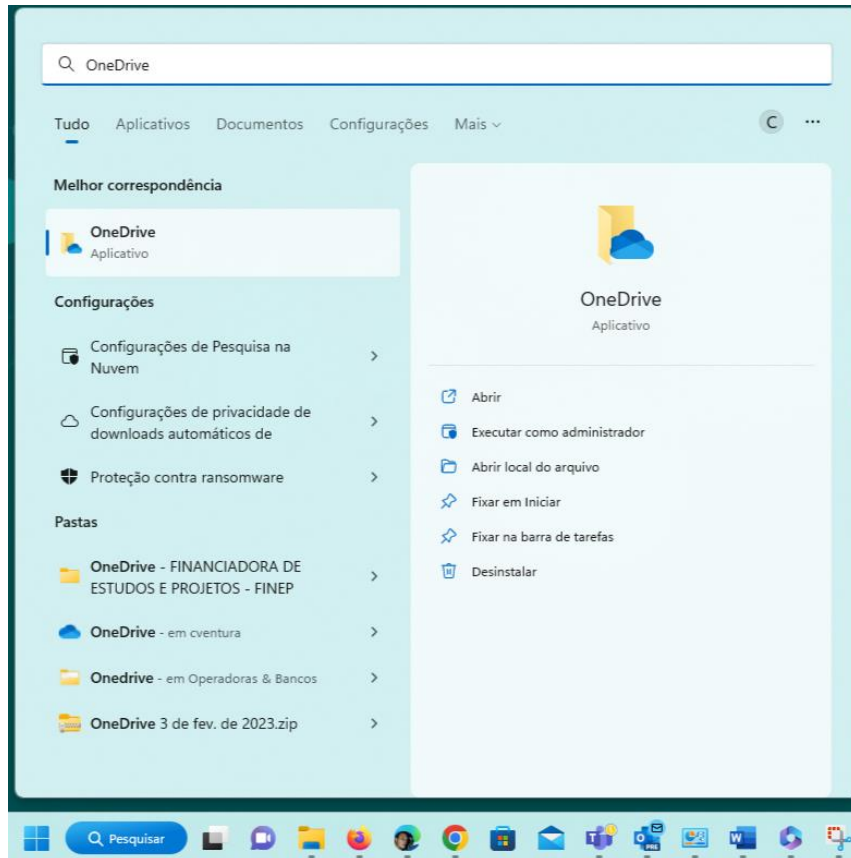 OneDrive
Tudo Aplicativos Documentos Configurações Mais C ...
Melhor correspondência
OneDrive
Aplicativo
Configurações
Configurações de Pesquisa na
Nuvem
Configurações de privacidade de
downloads automáticos de
Proteção contra ransomware
Pastas
OneDrive - FINANCIADORA DE
ESTUDOS E PROJETOS - FINEP
OneDrive - em cventura
Onedrive - em Operadoras & Bancos
OneDrive 3 de fev. de 2023.zip
OneDrive
Aplicativo
Abrir
Executar como administrador
Abrir local do arquivo
Fixar em Iniciar
Fixar na barra de tarefas
Desinstalar
Pesquisar